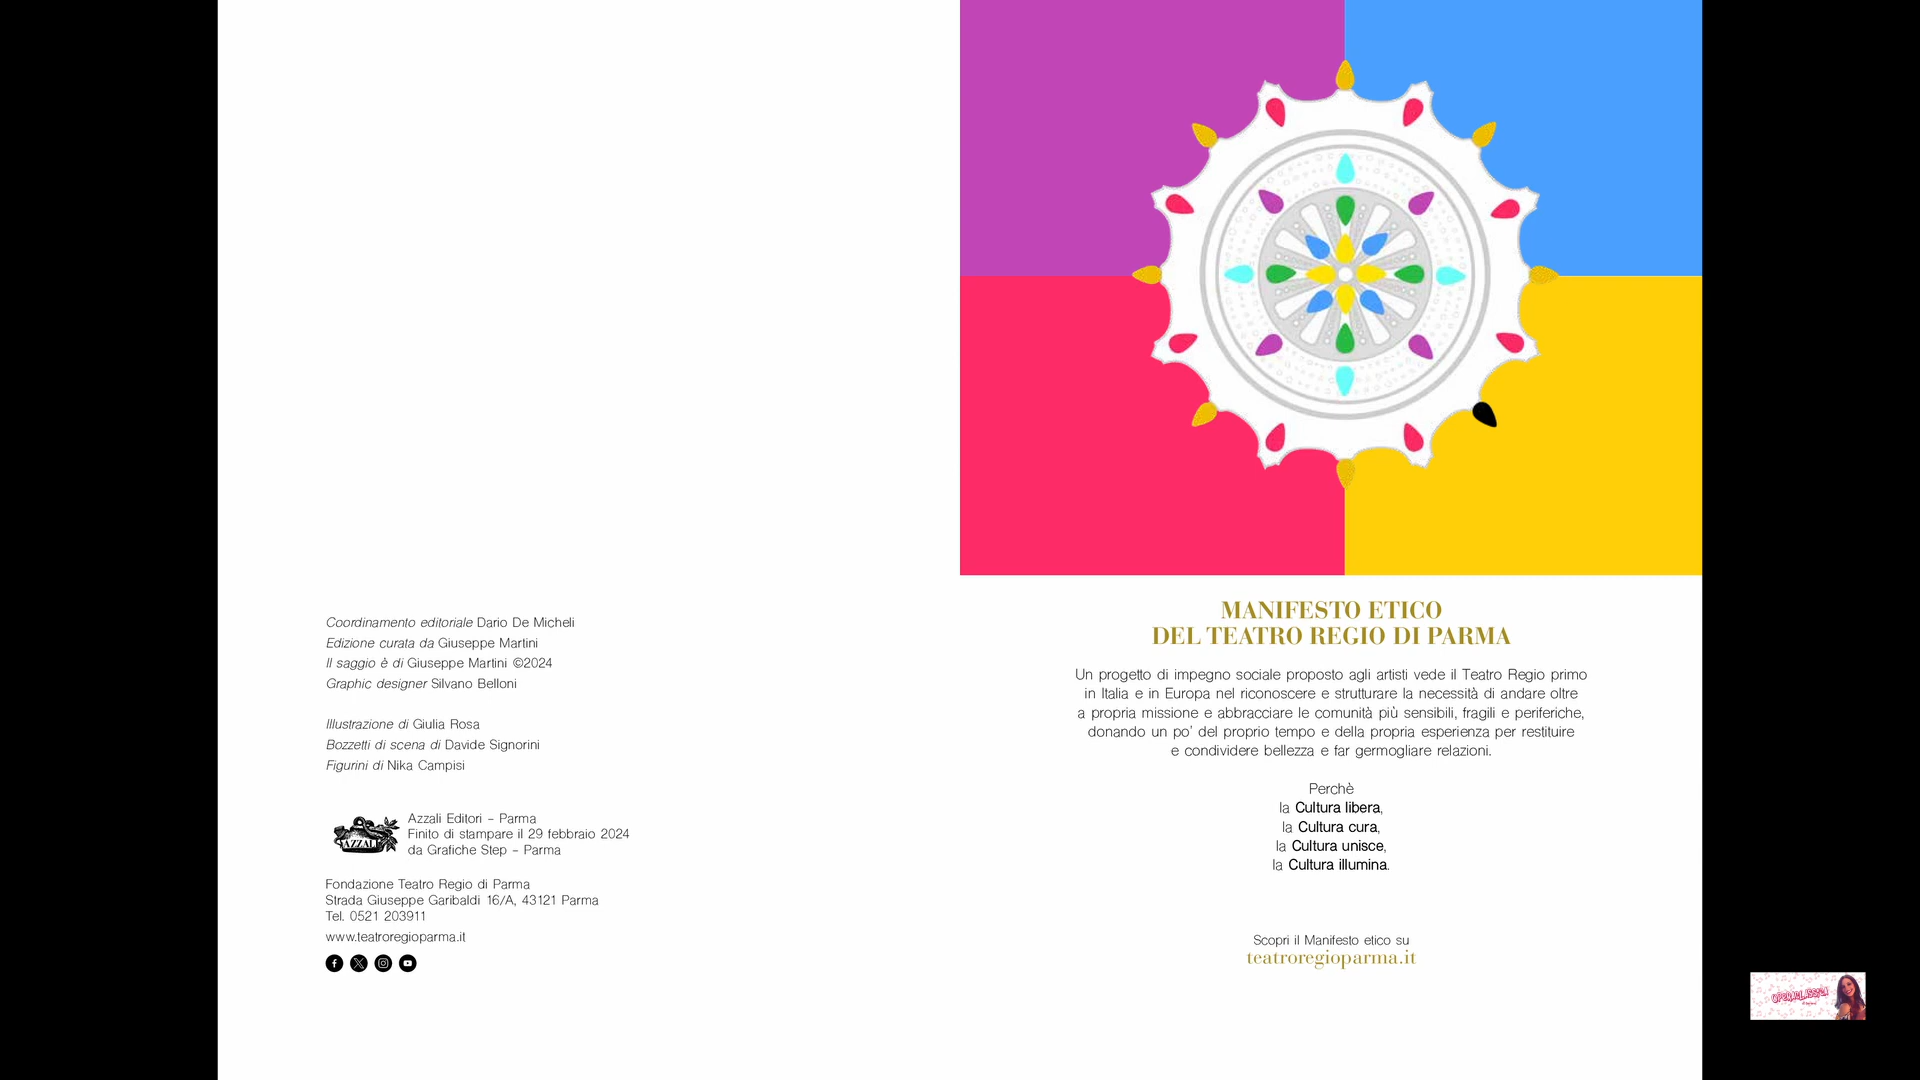 Coordinamento editoriale Dario De Micheli
Edizione curata da Giuseppe Martini
Il saggio è di Giuseppe Martini ©2024
Graphic designer Silvano Belloni
Illustrazione di Giulia Rosa
Bozzetti di scena di Davide Signorini
Figurini di Nika Campisi
AZZALI
Azzali Editori – Parma
Finito di stampare il 29 febbraio 2024
da Grafiche Step – Parma
Fondazione Teatro Regio di Parma
Strada Giuseppe Garibaldi 16/A, 43121 Parma
Tel. 0521 203911
www.teatroregioparma.it
MANIFESTO ETICO
DEL TEATRO REGIO DI PARMA
Un progetto di impegno sociale proposto agli artisti vede il Teatro Regio primo
in Italia e in Europa nel riconoscere e strutturare la necessità di andare oltre
a propria missione e abbracciare le comunità più sensibili, fragili e periferiche,
donando un po' del proprio tempo e della propria esperienza per restituire
e condividere bellezza e far germogliare relazioni.
Perchè
la Cultura libera,
la Cultura cura,
la Cultura unisce,
la Cultura illumina.
Scopri il Manifesto etico su
teatroregioparma.it